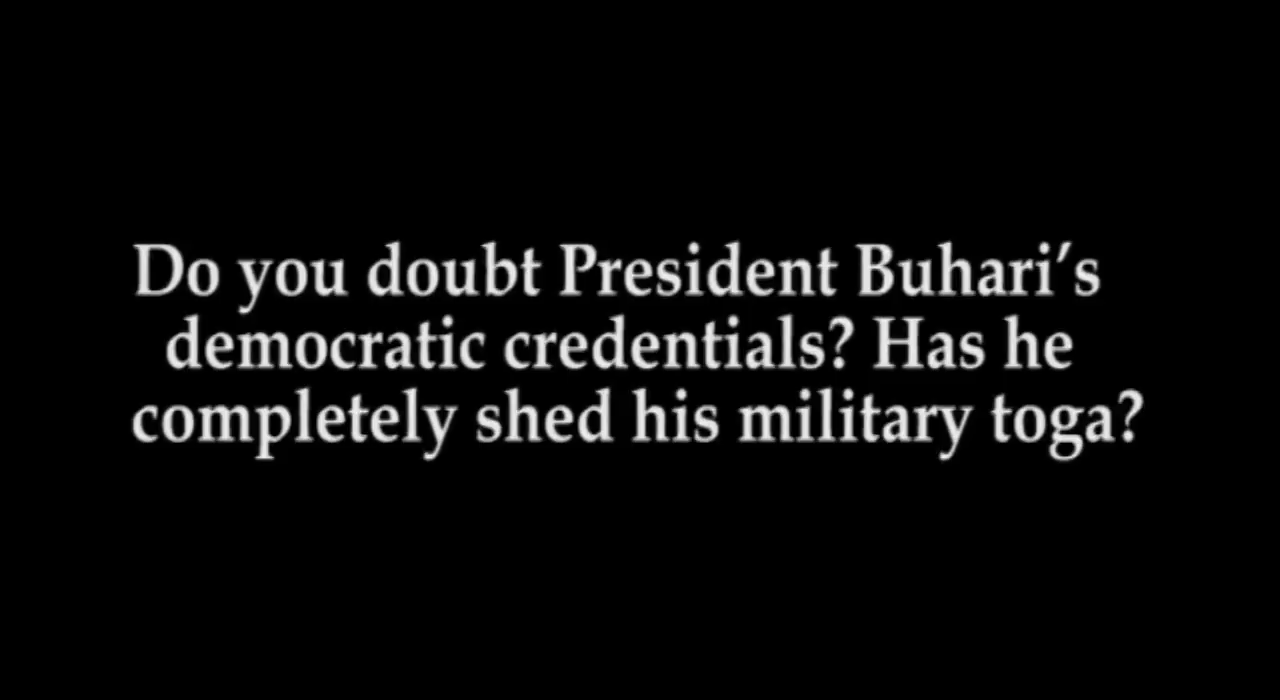 Do you doubt President Buhari’s
democratic credentials? Has he
completely shed his military toga?